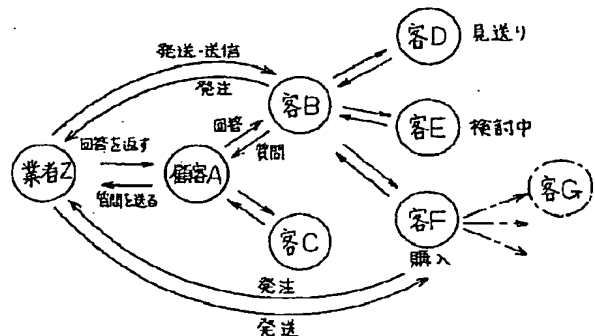 客D
見送り
発送・送信
発注
客B
回答
質問
客E
検討中
回答を返す
業者Z
顧客A
質問を送る
客G
客F
購入
客C
発注
発送